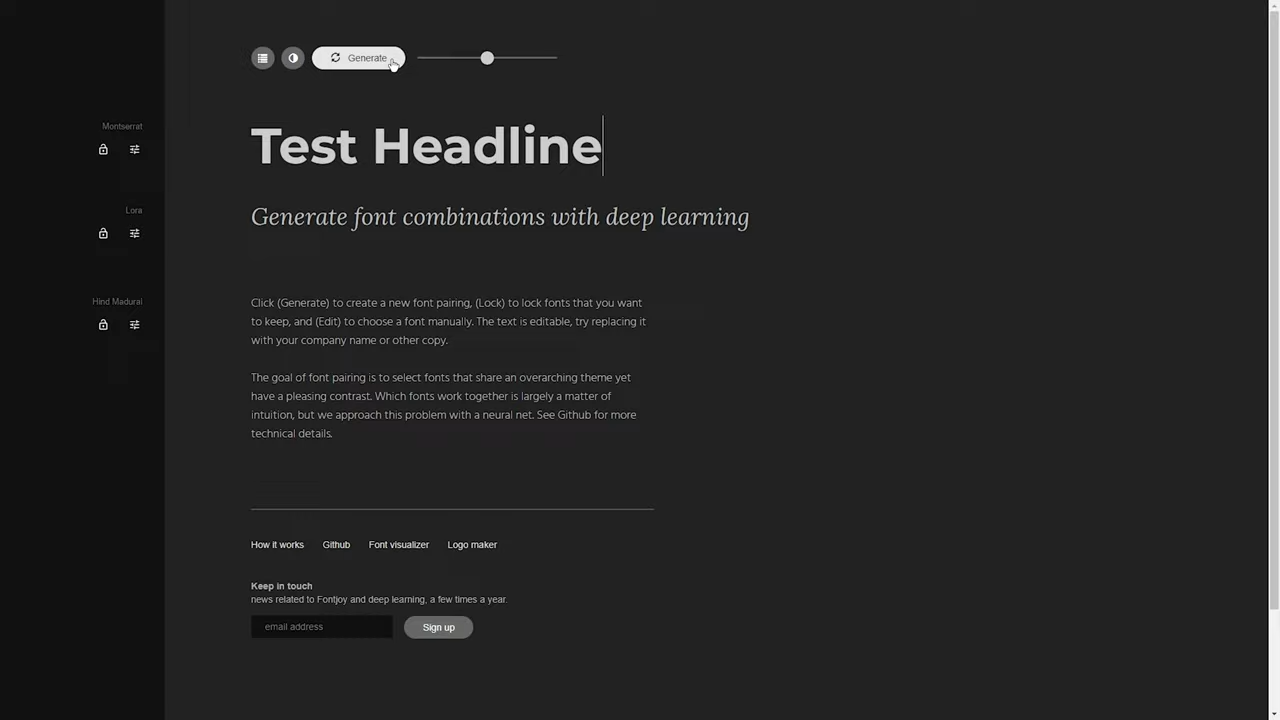 Generate
Montserrat
Test Headline
Lora
Generate font combinations with deep learning
Hind Madurai
Click (Generate) to create a new font pairing, (Lock) to lock fonts that you want
to keep, and (Edit) to choose a font manually. The text is editable, try replacing it
with your company name or other copy.
The goal of font pairing is to select fonts that share an overarching theme yet
have a pleasing contrast. Which fonts work together is largely a matter of
intuition, but we approach this problem with a neural net. See Github for more
technical details.
How it works Github Font visualizer Logo maker
Keep in touch
news related to Fontjoy and deep learning, a few times a year.
email address Sign up